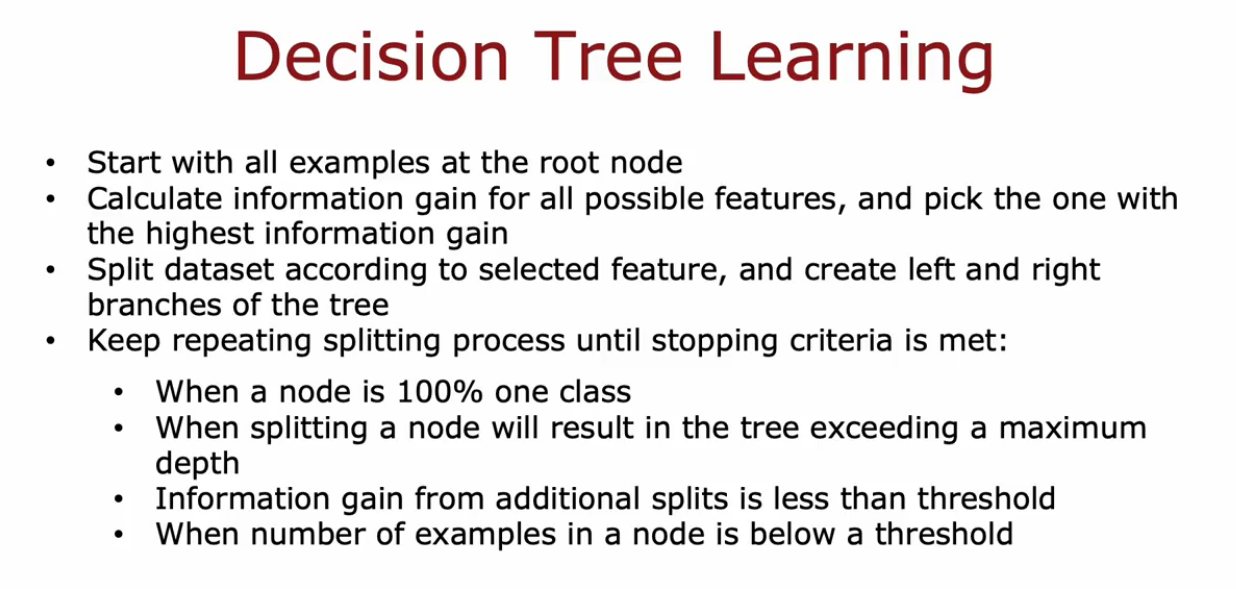 Decision Tree Learning
• Start with all examples at the root node
• Calculate information gain for all possible features, and pick the one with
the highest information gain
• Split dataset according to selected feature, and create left and right
branches of the tree
• Keep repeating splitting process until stopping criteria is met:
• When a node is 100% one class
• When splitting a node will result in the tree exceeding a maximum
depth
• Information gain from additional splits is less than threshold
• When number of examples in a node is below a threshold